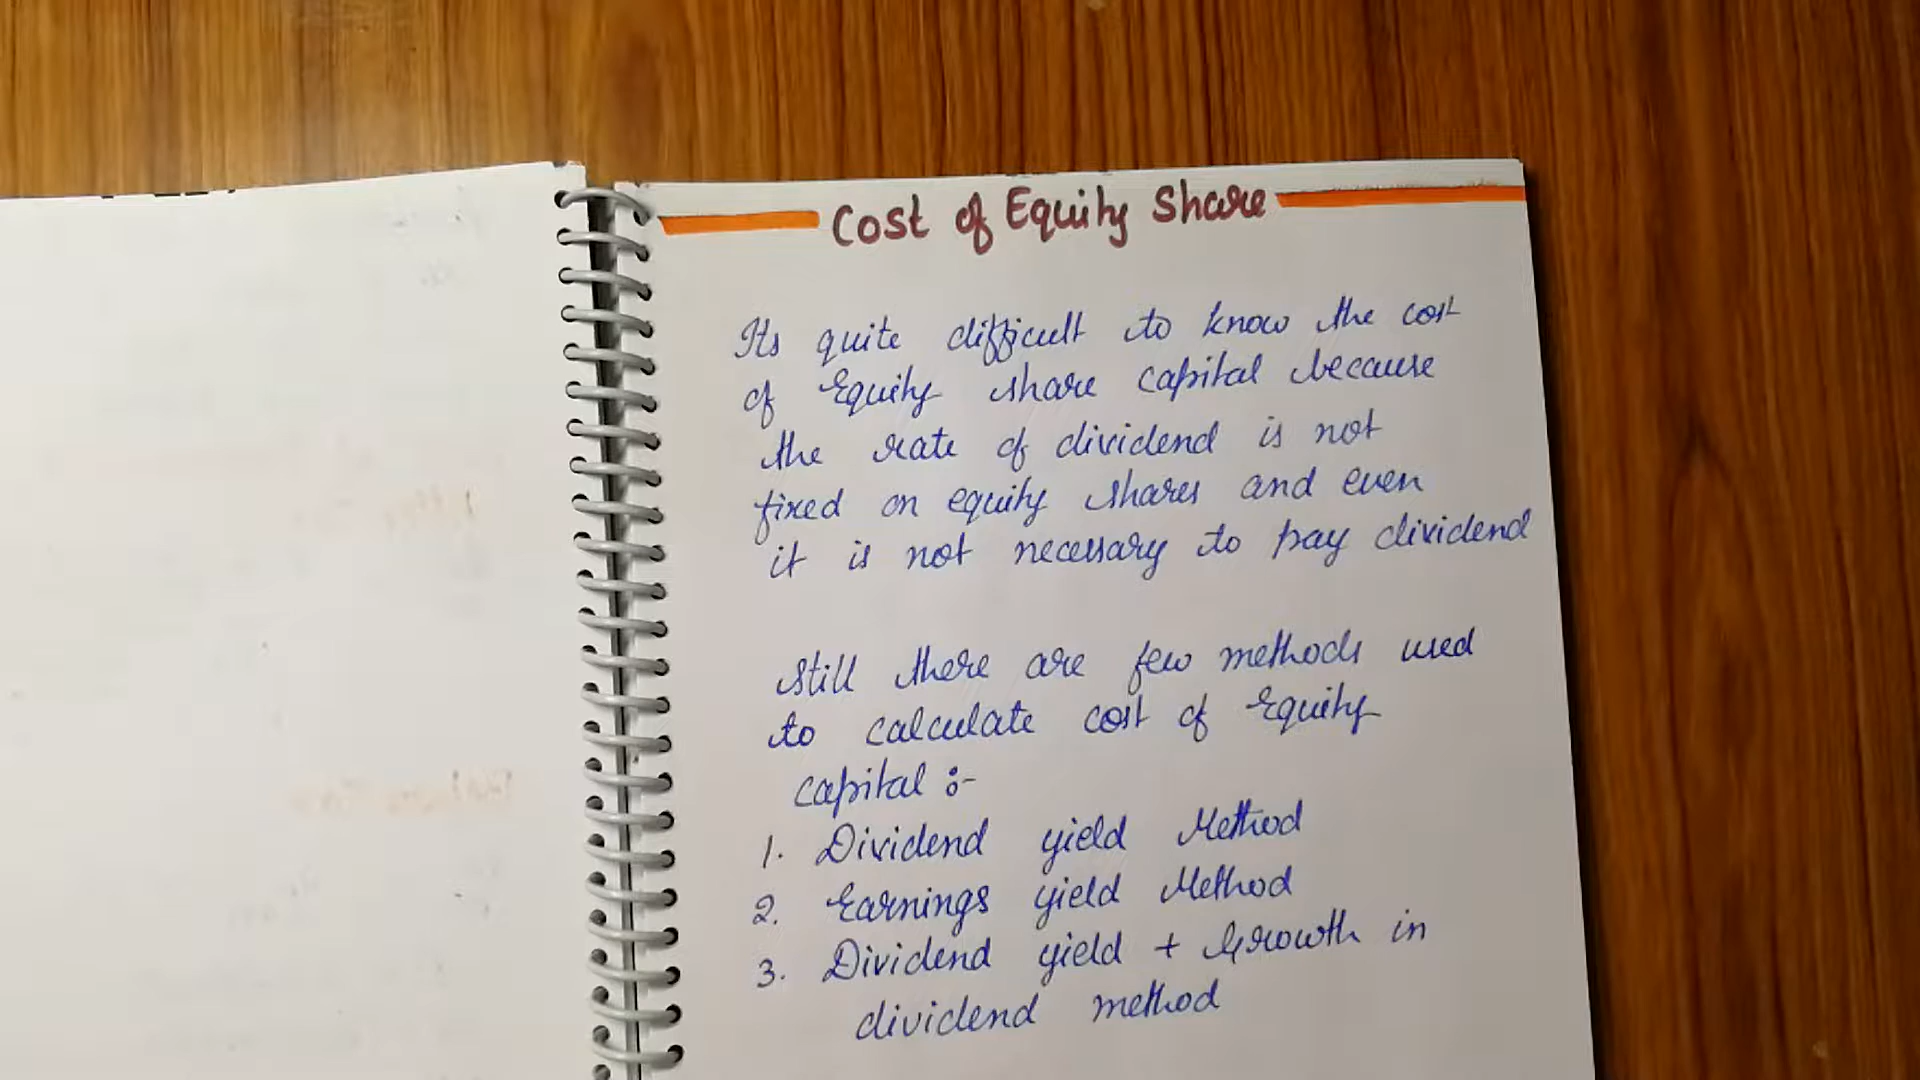 Cost of Equity Share
Its quite difficult to know the cost
of Equity share capital because
the rate of dividend is not
fixed on equity shares and even
it is not necessary to pay dividend
Still there are few methods used
to calculate cost of Equity
capital :-
1. Dividend yield Method
2. Earnings yield Method
3. Dividend yield + Growth in
dividend method